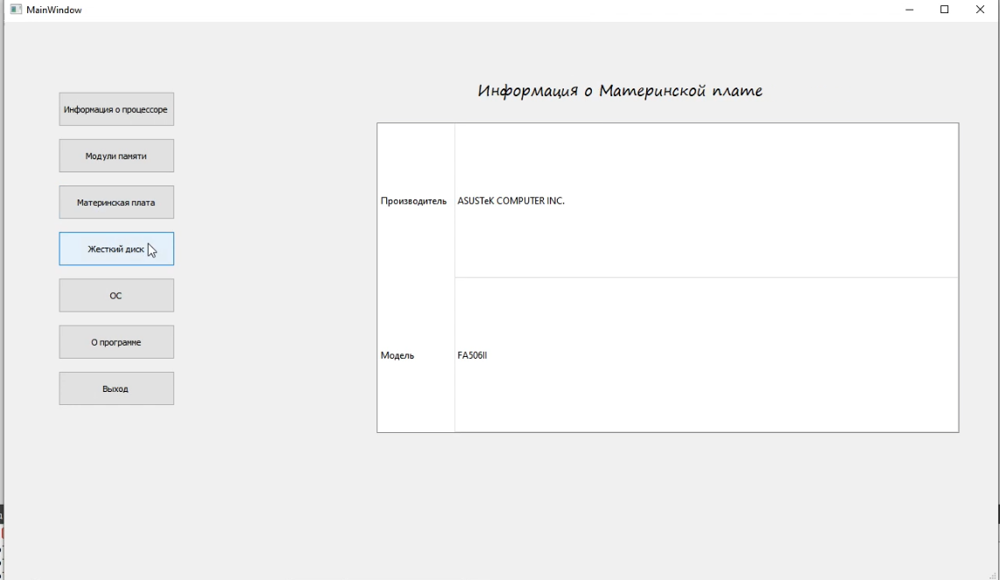 MainWindow
Информация о процессоре
Модули памяти
Материнская плата
Жесткий диск
ОС
О программе
Выход
Информация о Материнской плате
Производитель ASUSTeK COMPUTER INC.
Модель FA506II